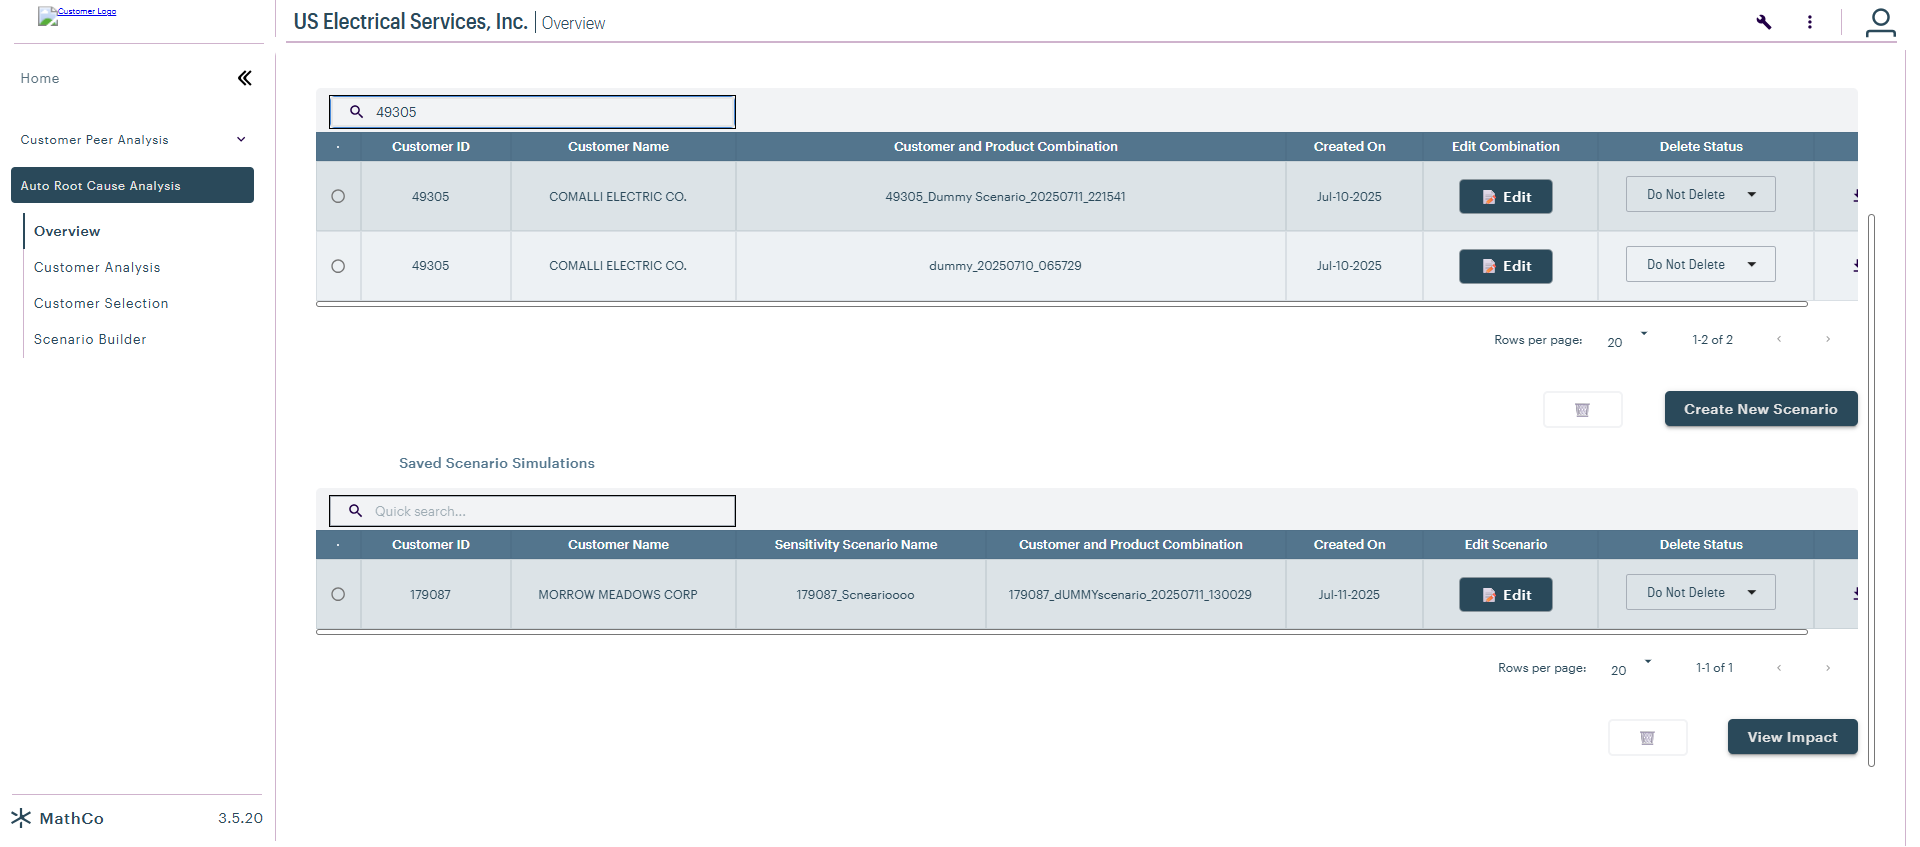 Customer Logo
US Electrical Services, Inc. Overview
Home
Customer Peer Analysis
Auto Root Cause Analysis
Overview
Customer Analysis
Customer Selection
Scenario Builder
MathCo 3.5.20
49305
Customer ID Customer Name Customer and Product Combination Created On Edit Combination Delete Status
49305 COMALLI ELECTRIC CO. 49305_Dummy Scenario_20250711_221541 Jul-10-2025 Edit Do Not Delete
49305 COMALLI ELECTRIC CO. dummy_20250710_065729 Jul-10-2025 Edit Do Not Delete
Rows per page: 20 1-2 of 2
Create New Scenario
Saved Scenario Simulations
Quick search...
Customer ID Customer Name Sensitivity Scenario Name Customer and Product Combination Created On Edit Scenario Delete Status
179087 MORROW MEADOWS CORP 179087_Scnearioooo 179087_dUMMYscenario_20250711_130029 Jul-11-2025 Edit Do Not Delete
Rows per page: 20 1-1 of 1
View Impact